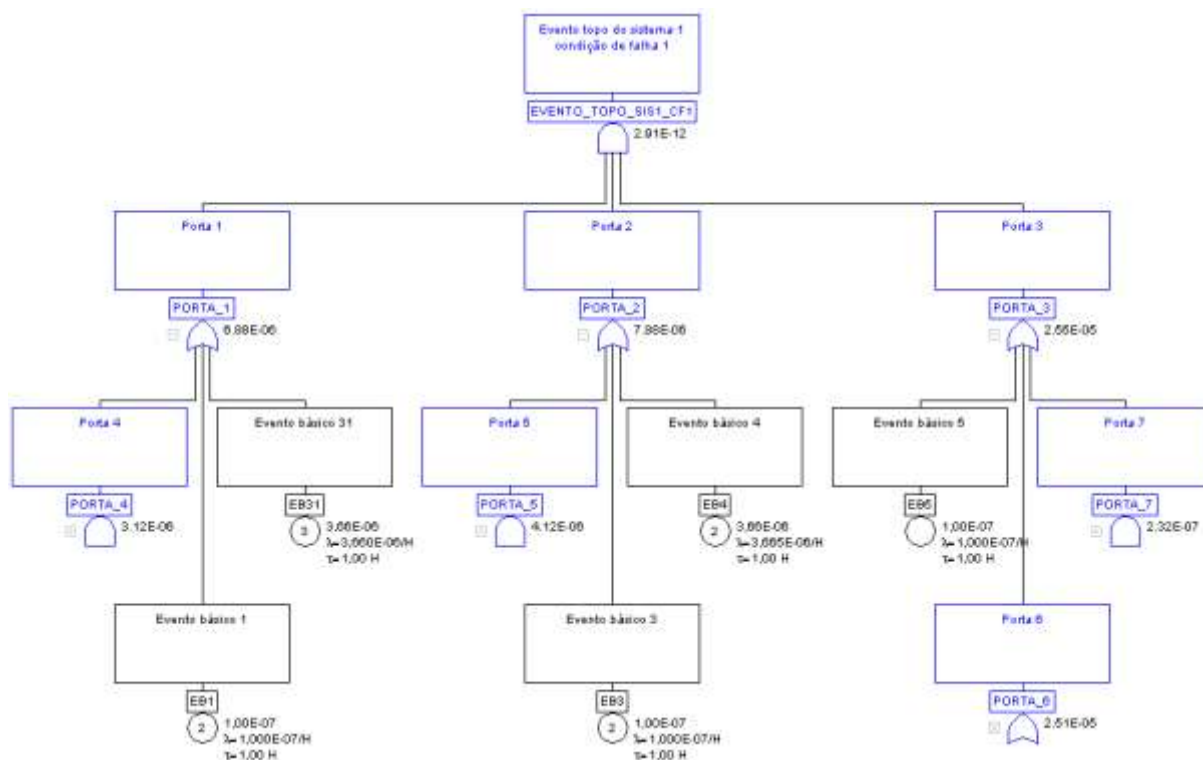 Evento topo do sistema 1
condição de falha 1
EVENTO_TOPO_SIS1_CF1
2.91E-12
Porta 1
Porta 2
Porta 3
PORTA_1
6.88E-06
PORTA_2
7.88E-06
PORTA_3
2.55E-05
Porta 4
Evento básico 31
Porta 5
Evento básico 4
Evento básico 5
Porta 7
PORTA_4
3.12E-06
EB31
3
3,66E-06
λ=3,660E-06/H
τ=1,00 H
PORTA_5
4.12E-06
EB4
2
3,66E-06
λ=3,665E-06/H
τ=1,00 H
EB5
1,00E-07
λ=1,000E-07/H
τ=1,00 H
PORTA_7
2.32E-07
Evento básico 1
Evento básico 3
Porta 6
EB1
2
1,00E-07
λ=1,000E-07/H
τ=1,00 H
EB3
2
1,00E-07
λ=1,000E-07/H
τ=1,00 H
PORTA_6
2.51E-05